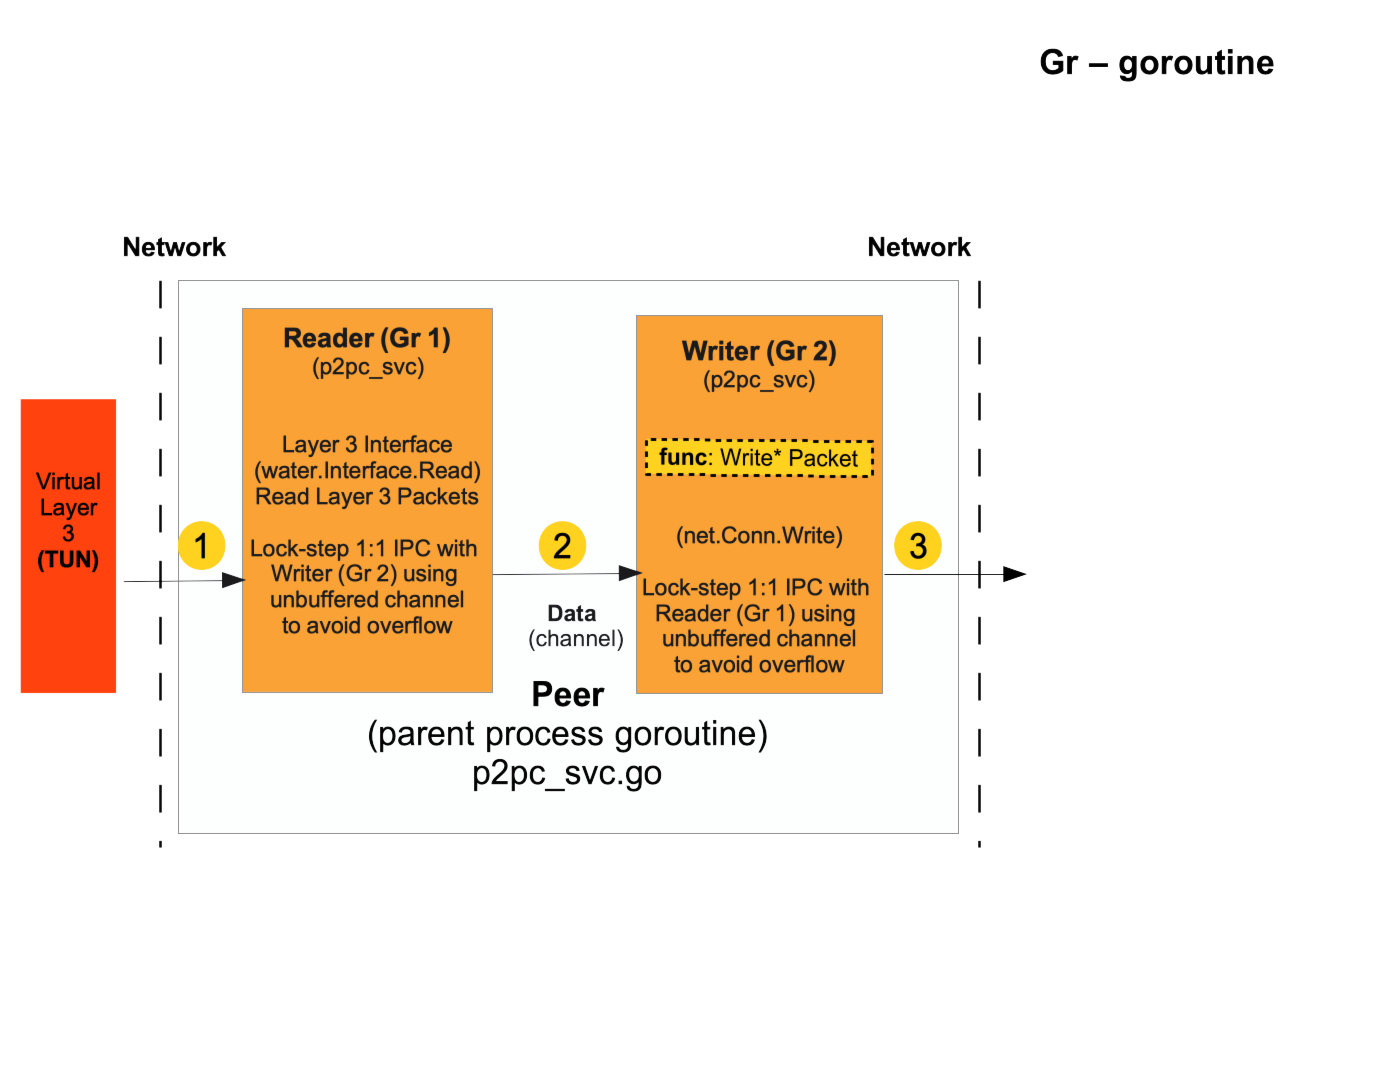 Gr – goroutine
Network
Network
Reader (Gr 1)
(p2pc_svc)
Layer 3 Interface
(water.Interface.Read)
Read Layer 3 Packets
Lock-step 1:1 IPC with
Writer (Gr 2) using
unbuffered channel
to avoid overflow
Writer (Gr 2)
(p2pc_svc)
func: Write* Packet
(net.Conn.Write)
Lock-step 1:1 IPC with
Reader (Gr 1) using
unbuffered channel
to avoid overflow
Virtual
Layer
3
(TUN)
1
2
3
Data
(channel)
Peer
(parent process goroutine)
p2pc_svc.go